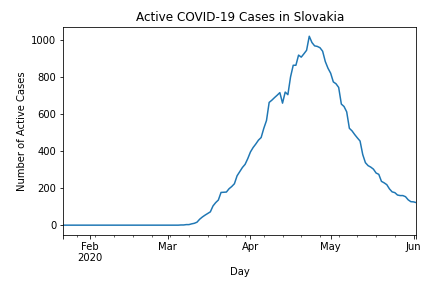 Active COVID-19 Cases in Slovakia
Number of Active Cases
1000
800
600
400
200
0
Feb
2020
Mar
Apr
May
Jun
Day